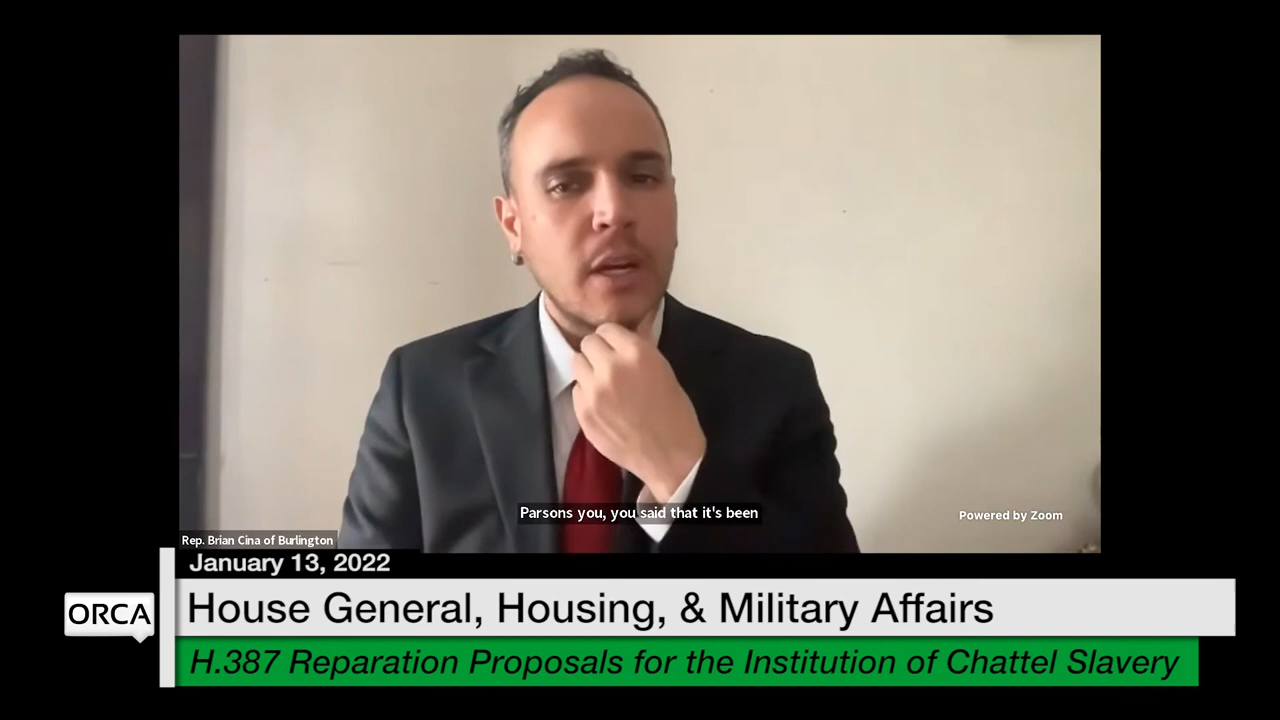 Parsons you, you said that it's been
Powered by Zoom
Rep. Brian Cina of Burlington
January 13, 2022
ORCA
House General, Housing, & Military Affairs
H.387 Reparation Proposals for the Institution of Chattel Slavery